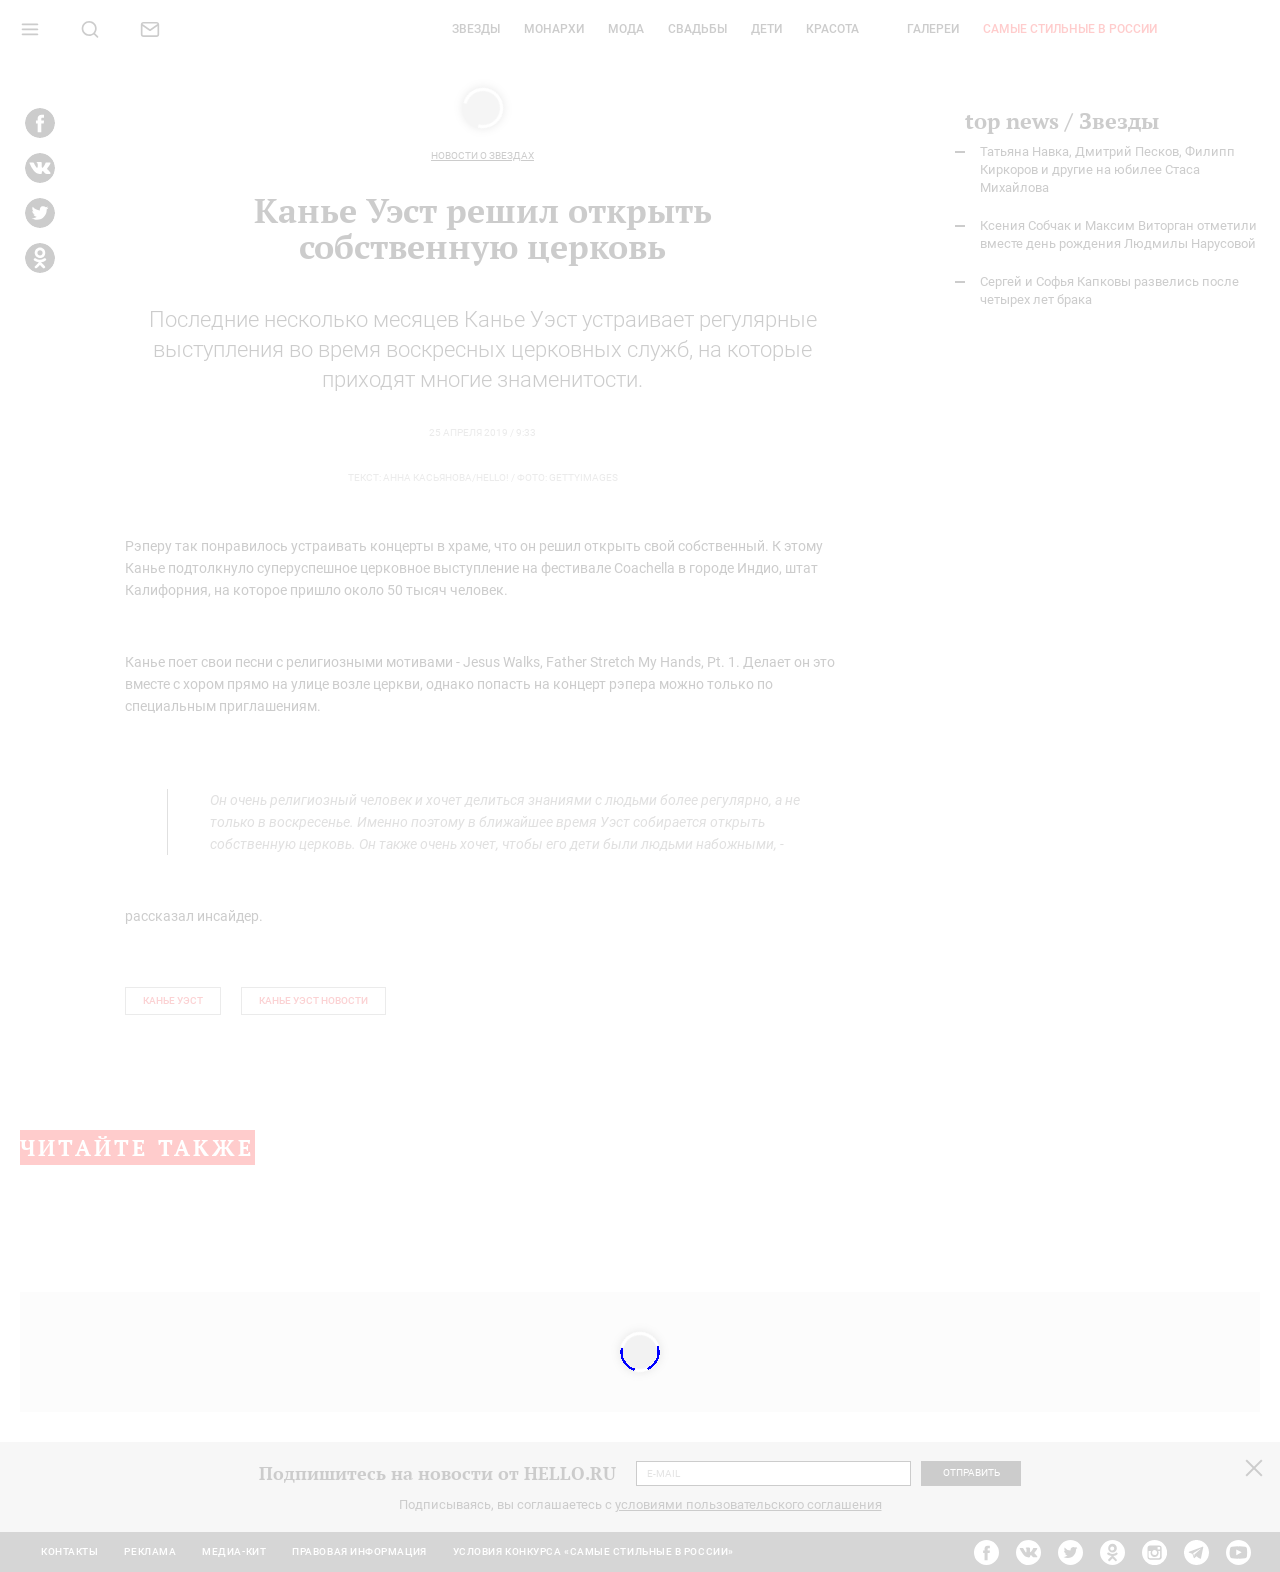 ЗВЕЗДЫ МОНАРХИ МОДА СВАДЬБЫ ДЕТИ КРАСОТА ГАЛЕРЕИ САМЫЕ СТИЛЬНЫЕ В РОССИИ
НОВОСТИ О ЗВЕЗДАХ
Канье Уэст решил открыть
собственную церковь
Последние несколько месяцев Канье Уэст устраивает регулярные
выступления во время воскресных церковных служб, на которые
приходят многие знаменитости.
25 АПРЕЛЯ 2019 / 9:33
ТЕКСТ: АННА КАСЬЯНОВА/HELLO! / ФОТО: GETTYIMAGES
Рэперу так понравилось устраивать концерты в храме, что он решил открыть свой собственный. К этому
Канье подтолкнуло суперуспешное церковное выступление на фестивале Coachella в городе Индио, штат
Калифорния, на которое пришло около 50 тысяч человек.
Канье поет свои песни с религиозными мотивами - Jesus Walks, Father Stretch My Hands, Pt. 1. Делает он это
вместе с хором прямо на улице возле церкви, однако попасть на концерт рэпера можно только по
специальным приглашениям.
Он очень религиозный человек и хочет делиться знаниями с людьми более регулярно, а не
только в воскресенье. Именно поэтому в ближайшее время Уэст собирается открыть
собственную церковь. Он также очень хочет, чтобы его дети были людьми набожными, -
рассказал инсайдер.
КАНЬЕ УЭСТ КАНЬЕ УЭСТ НОВОСТИ
top news / Звезды
Татьяна Навка, Дмитрий Песков, Филипп
Киркоров и другие на юбилее Стаса
Михайлова
Ксения Собчак и Максим Виторган отметили
вместе день рождения Людмилы Нарусовой
Сергей и Софья Капковы развелись после
четырех лет брака
ЧИТАЙТЕ ТАКЖЕ
Подпишитесь на новости от HELLO.RU E-MAIL ОТПРАВИТЬ
Подписываясь, вы соглашаетесь с условиями пользовательского соглашения
КОНТАКТЫ РЕКЛАМА МЕДИА-КИТ ПРАВОВАЯ ИНФОРМАЦИЯ УСЛОВИЯ КОНКУРСА «САМЫЕ СТИЛЬНЫЕ В РОССИИ»